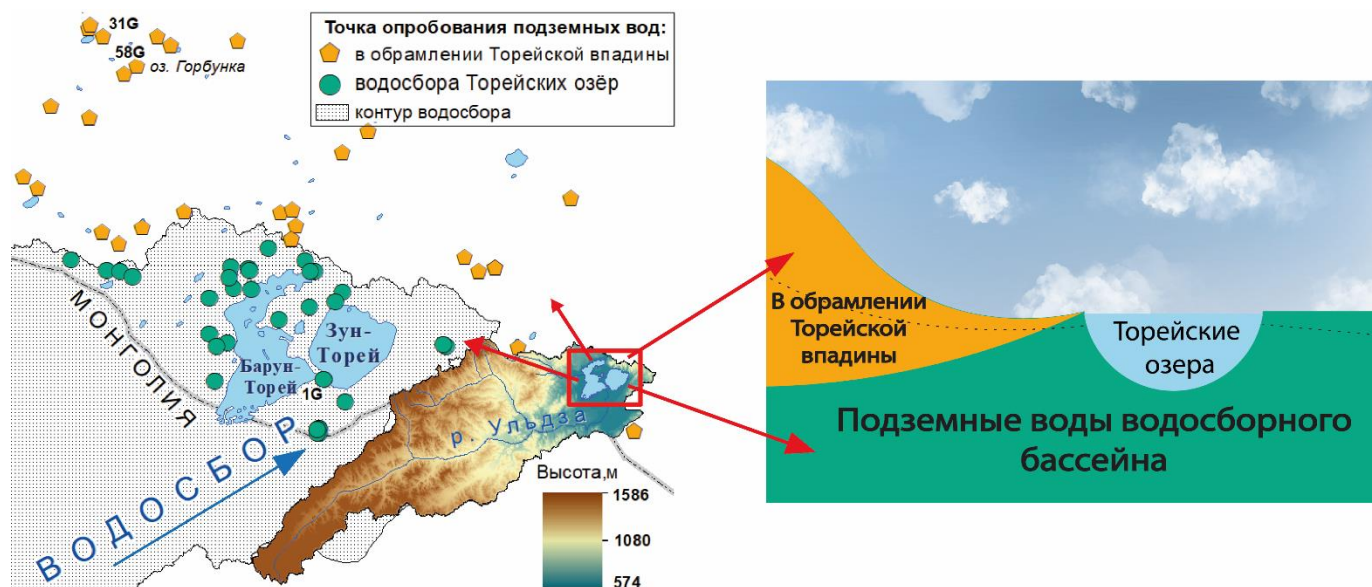 Точка опробования подземных вод:
в обрамлении Торейской впадины
водосбора Торейских озёр
контур водосбора
31G
58G
оз. Горбунка
МОНГОЛИЯ
Зун-
Торей
Барун-
Торей
1G
ВОДОСБОР
р. Ульдза
Высота,м
1586
1080
574
В обрамлении
Торейской
впадины
Торейские
озера
Подземные воды водосборного
бассейна